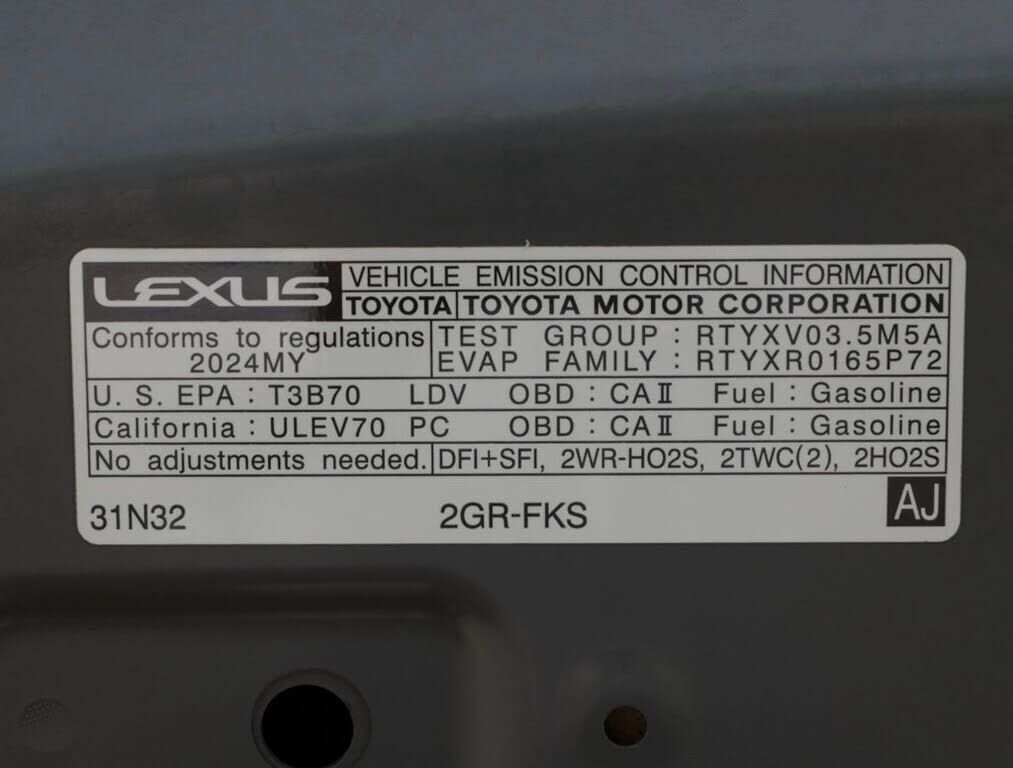 LEXUS VEHICLE EMISSION CONTROL INFORMATION
TOYOTA TOYOTA MOTOR CORPORATION
Conforms to regulations TEST GROUP : RTYXV03.5M5A
2024MY EVAP FAMILY : RTYXR0165P72
U. S. EPA : T3B70 LDV OBD : CAⅡ Fuel : Gasoline
California : ULEV70 PC OBD : CAⅡ Fuel : Gasoline
No adjustments needed. DFI+SFI, 2WR-HO2S, 2TWC(2), 2HO2S
31N32 2GR-FKS AJ